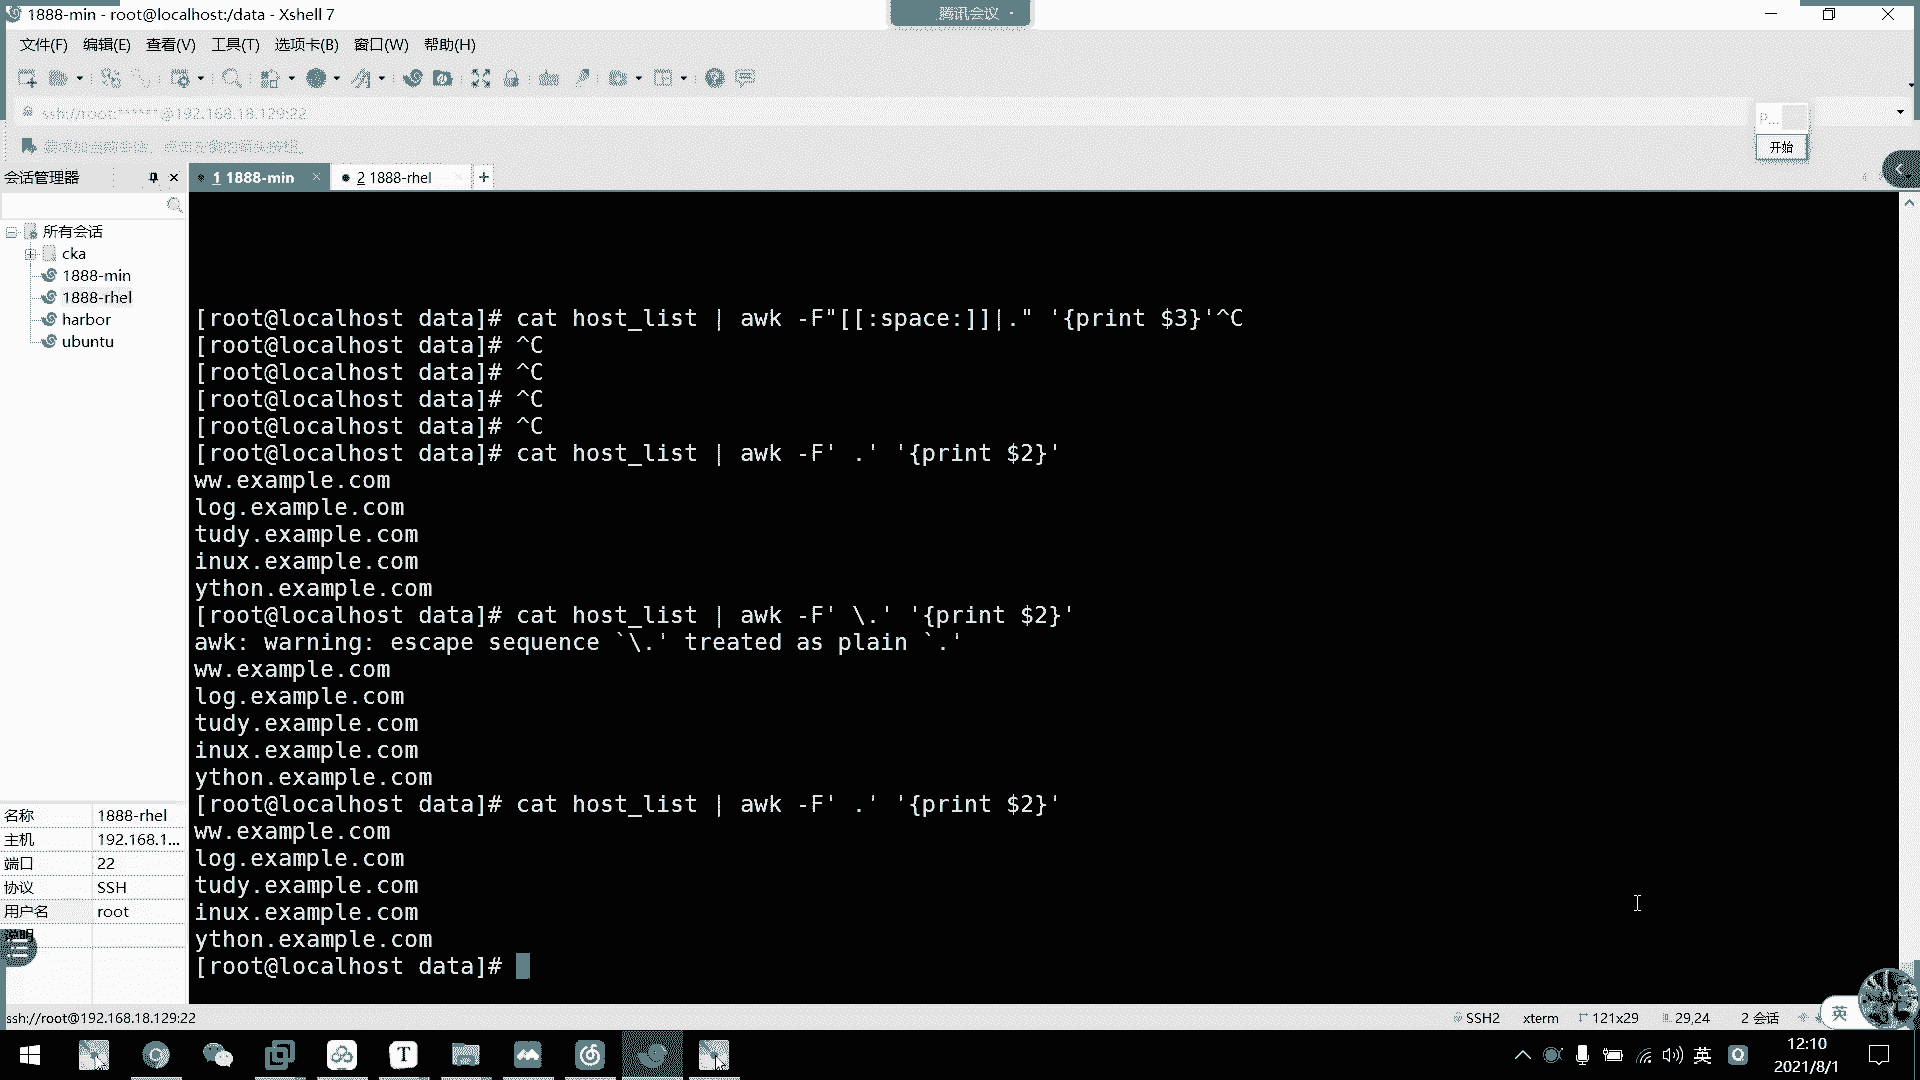 1888-min - root@localhost:/data - Xshell 7
腾讯会议
文件(F) 编辑(E) 查看(V) 工具(T) 选项卡(B) 窗口(W) 帮助(H)
ssh://root:******@192.168.18.129:22
P...
开始
会话管理器
1 1888-min
2 1888-rhel
所有会话
cka
1888-min
1888-rhel
harbor
ubuntu
[root@localhost data]# cat host_list | awk -F"[[:space:]]|." '{print $3}'^C
[root@localhost data]# ^C
[root@localhost data]# ^C
[root@localhost data]# ^C
[root@localhost data]# ^C
[root@localhost data]# cat host_list | awk -F' .' '{print $2}'
ww.example.com
log.example.com
tudy.example.com
inux.example.com
ython.example.com
[root@localhost data]# cat host_list | awk -F' \.' '{print $2}'
awk: warning: escape sequence `\.' treated as plain `.'
ww.example.com
log.example.com
tudy.example.com
inux.example.com
ython.example.com
[root@localhost data]# cat host_list | awk -F' .' '{print $2}'
ww.example.com
log.example.com
tudy.example.com
inux.example.com
ython.example.com
[root@localhost data]#
名称 1888-rhel
主机 192.168.1...
端口 22
协议 SSH
用户名 root
说明
ssh://root@192.168.18.129:22
SSH2 xterm 121x29 29,24 2 会话
英
英
12:10
2021/8/1